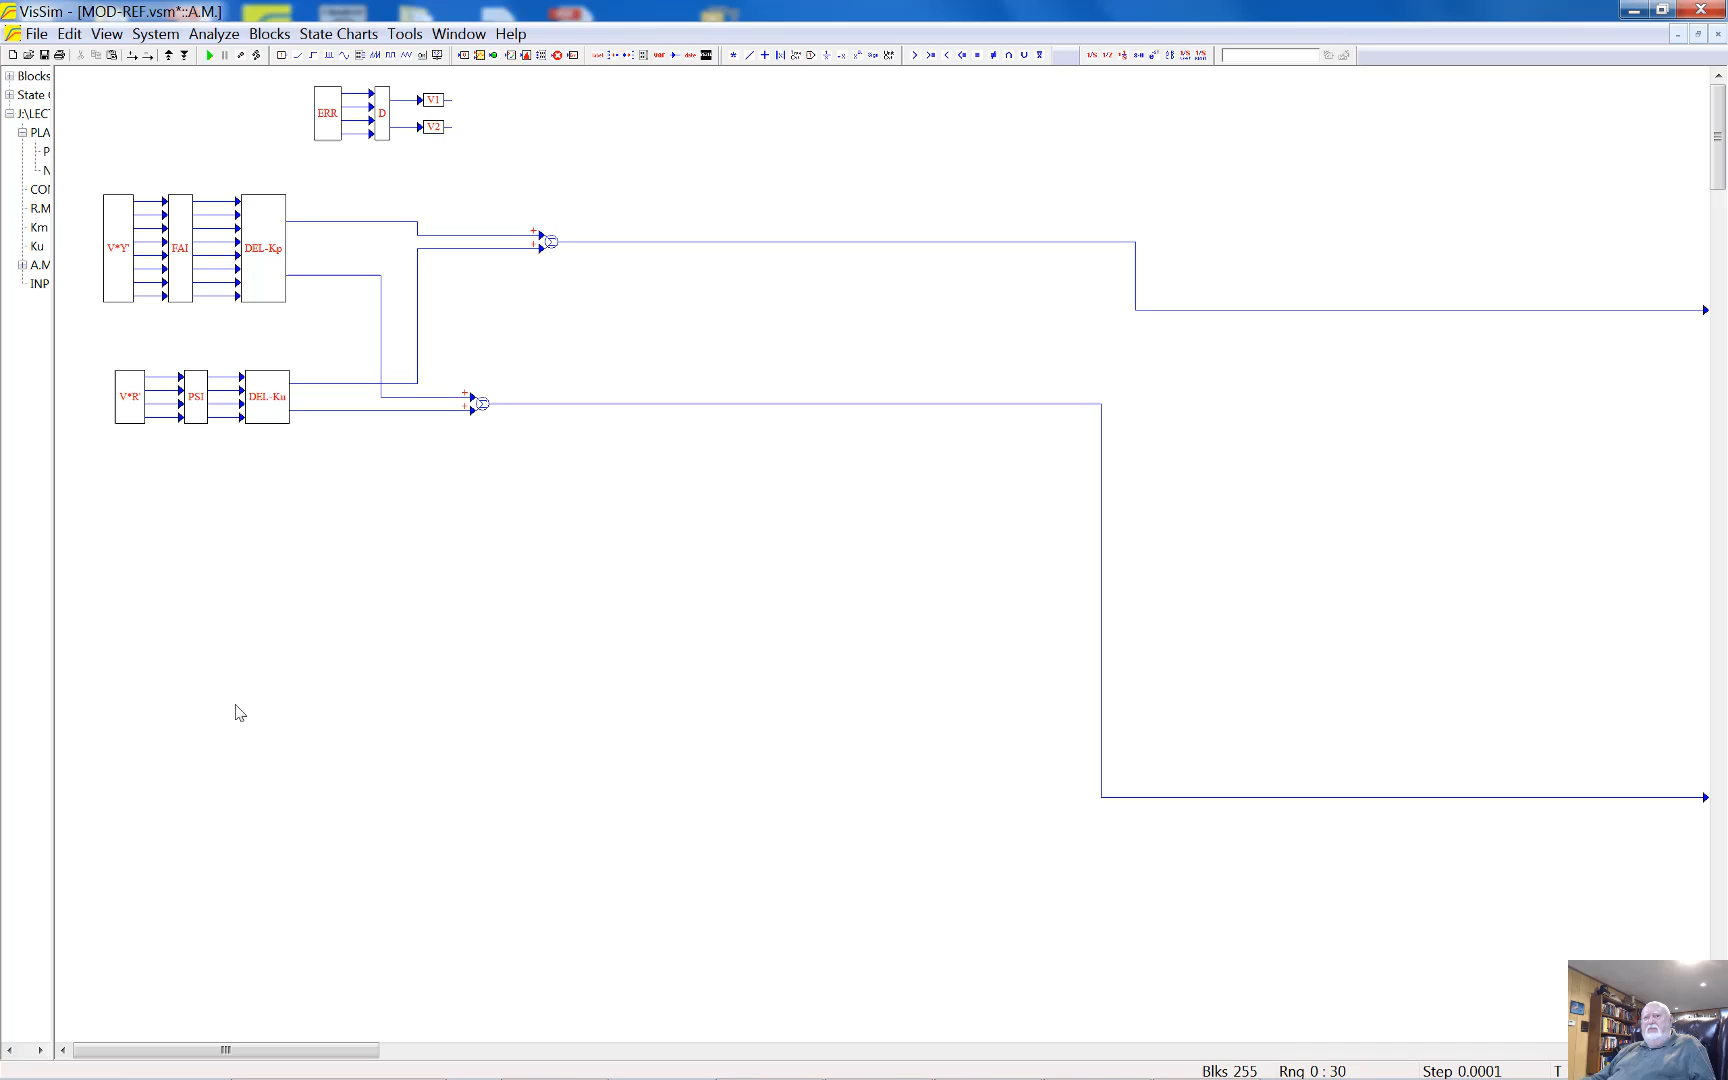 VisSim - [MOD-REF.vsm*::A.M.]
File Edit View System Analyze Blocks State Charts Tools Window Help
Blocks
State C
J:\LEC
PLA
P
N
CON
R.M
Km
Ku
A.M
INP
ERR D V1
V2
V*Y' FAI DEL-Kp
+
+
Σ
V*R' PSI DEL-Ku
+
+
Σ
Blks 255 Rng 0 : 30 Step 0.0001 T